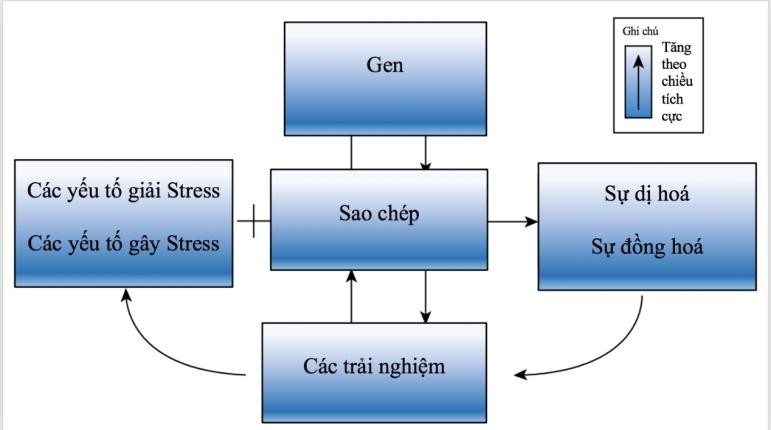 Gen
Ghi chú
Tăng
theo
chiều
tích
cực
Các yếu tố giải Stress
Các yếu tố gây Stress
Sao chép
Sự dị hoá
Sự đồng hoá
Các trải nghiệm